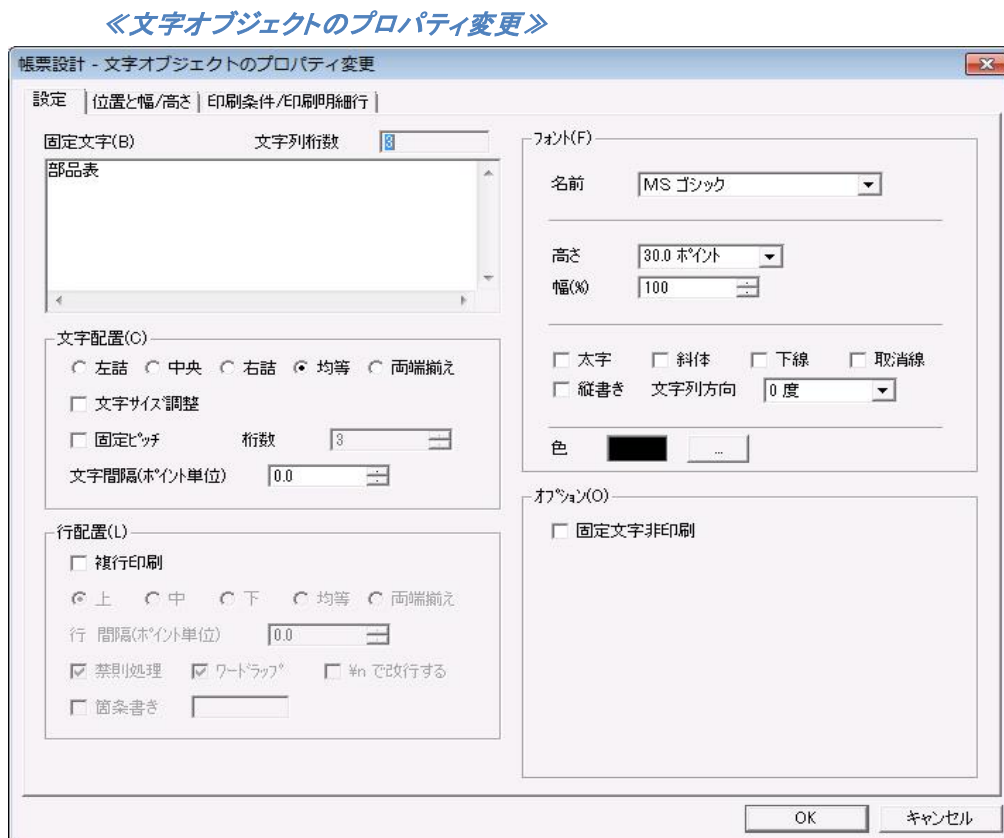 ≪文字オブジェクトのプロパティ変更≫
帳票設計 - 文字オブジェクトのプロパティ変更
設定 位置と幅/高さ 印刷条件/印刷明細行
固定文字(B) 文字列桁数 3
部品表
文字配置(C)
左詰 中央 右詰 均等 両端揃え
文字サイズ調整
固定ピッチ 桁数 3
文字間隔(ポイント単位) 0.0
行配置(L)
複行印刷
上 中 下 均等 両端揃え
行 間隔(ポイント単位) 0.0
禁則処理 ワードラップ ¥n で改行する
箇条書き
フォント(F)
名前 MS ゴシック
高さ 30.0 ポイント
幅(%) 100
太字 斜体 下線 取消線
縦書き 文字列方向 0 度
色 ...
オプション(O)
固定文字非印刷
OK キャンセル